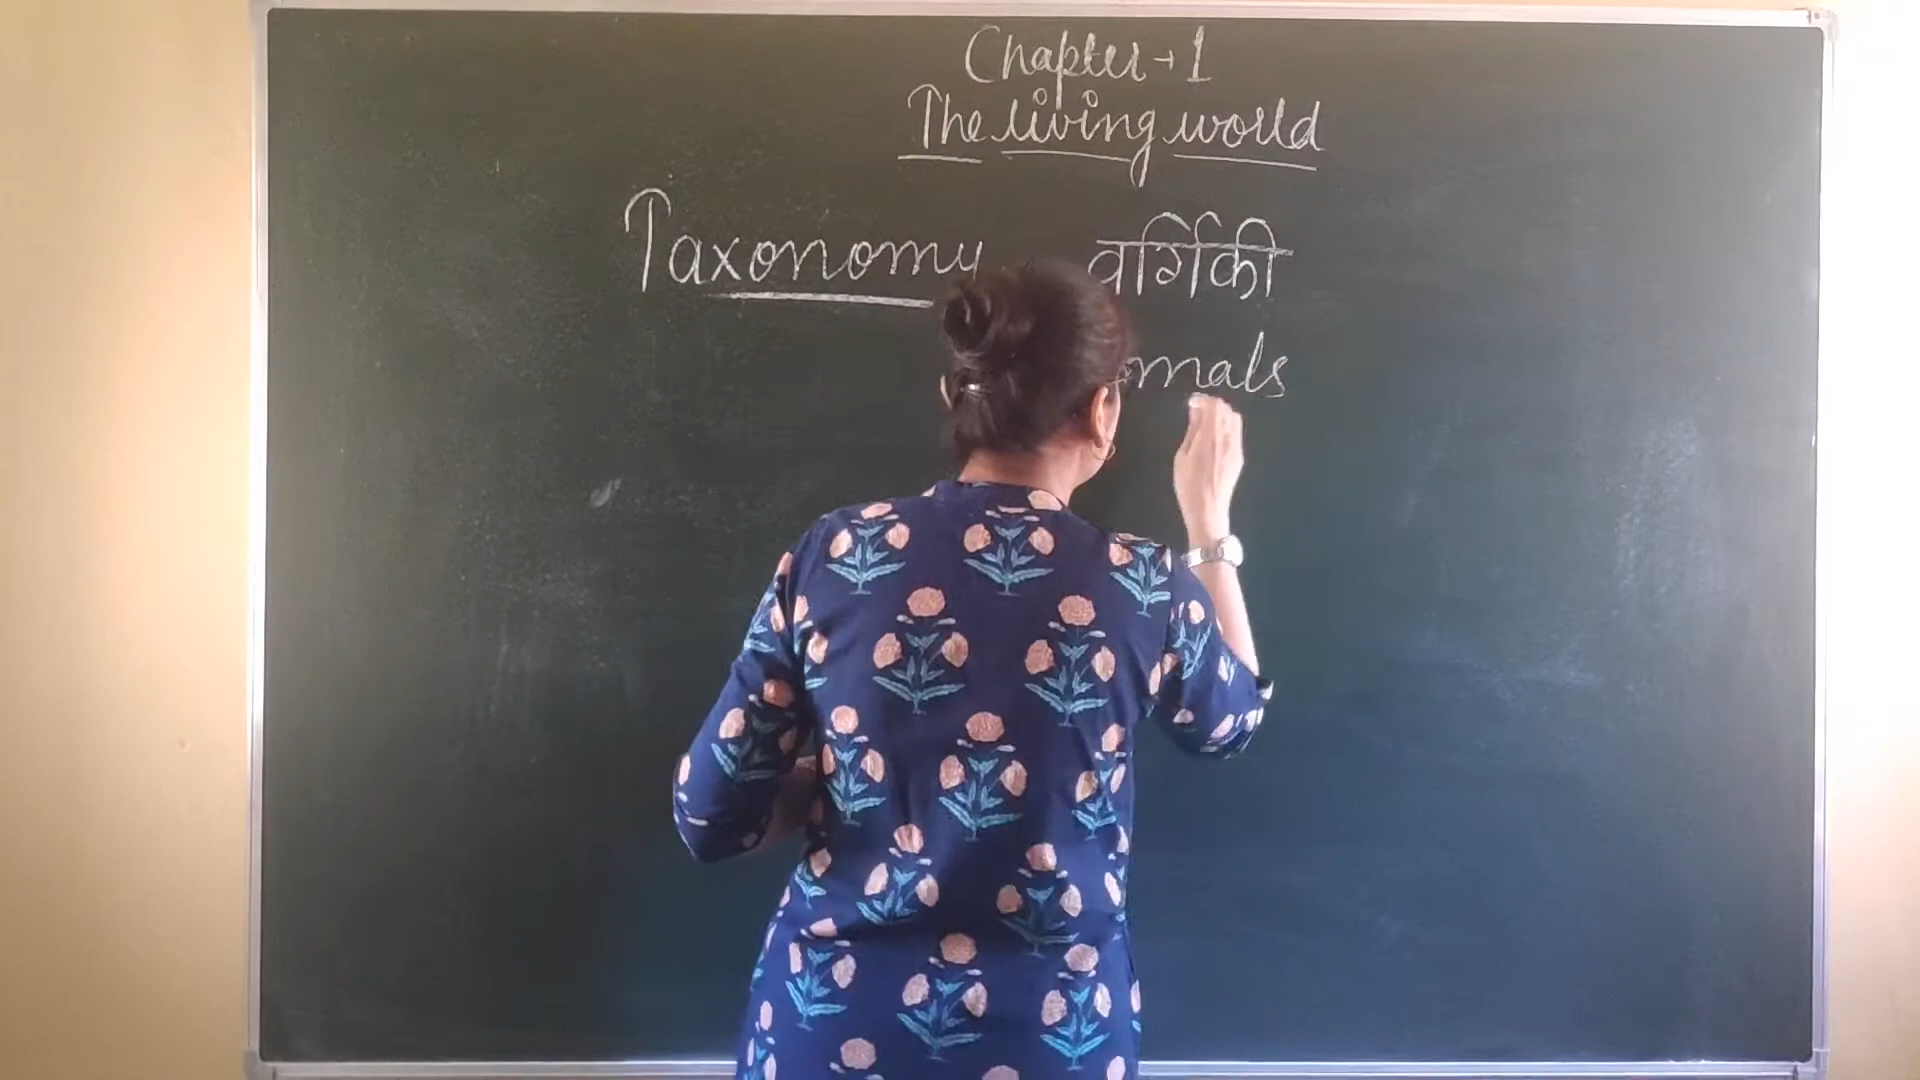 Chapter → 1
The living world
Taxonomy वर्गिकी